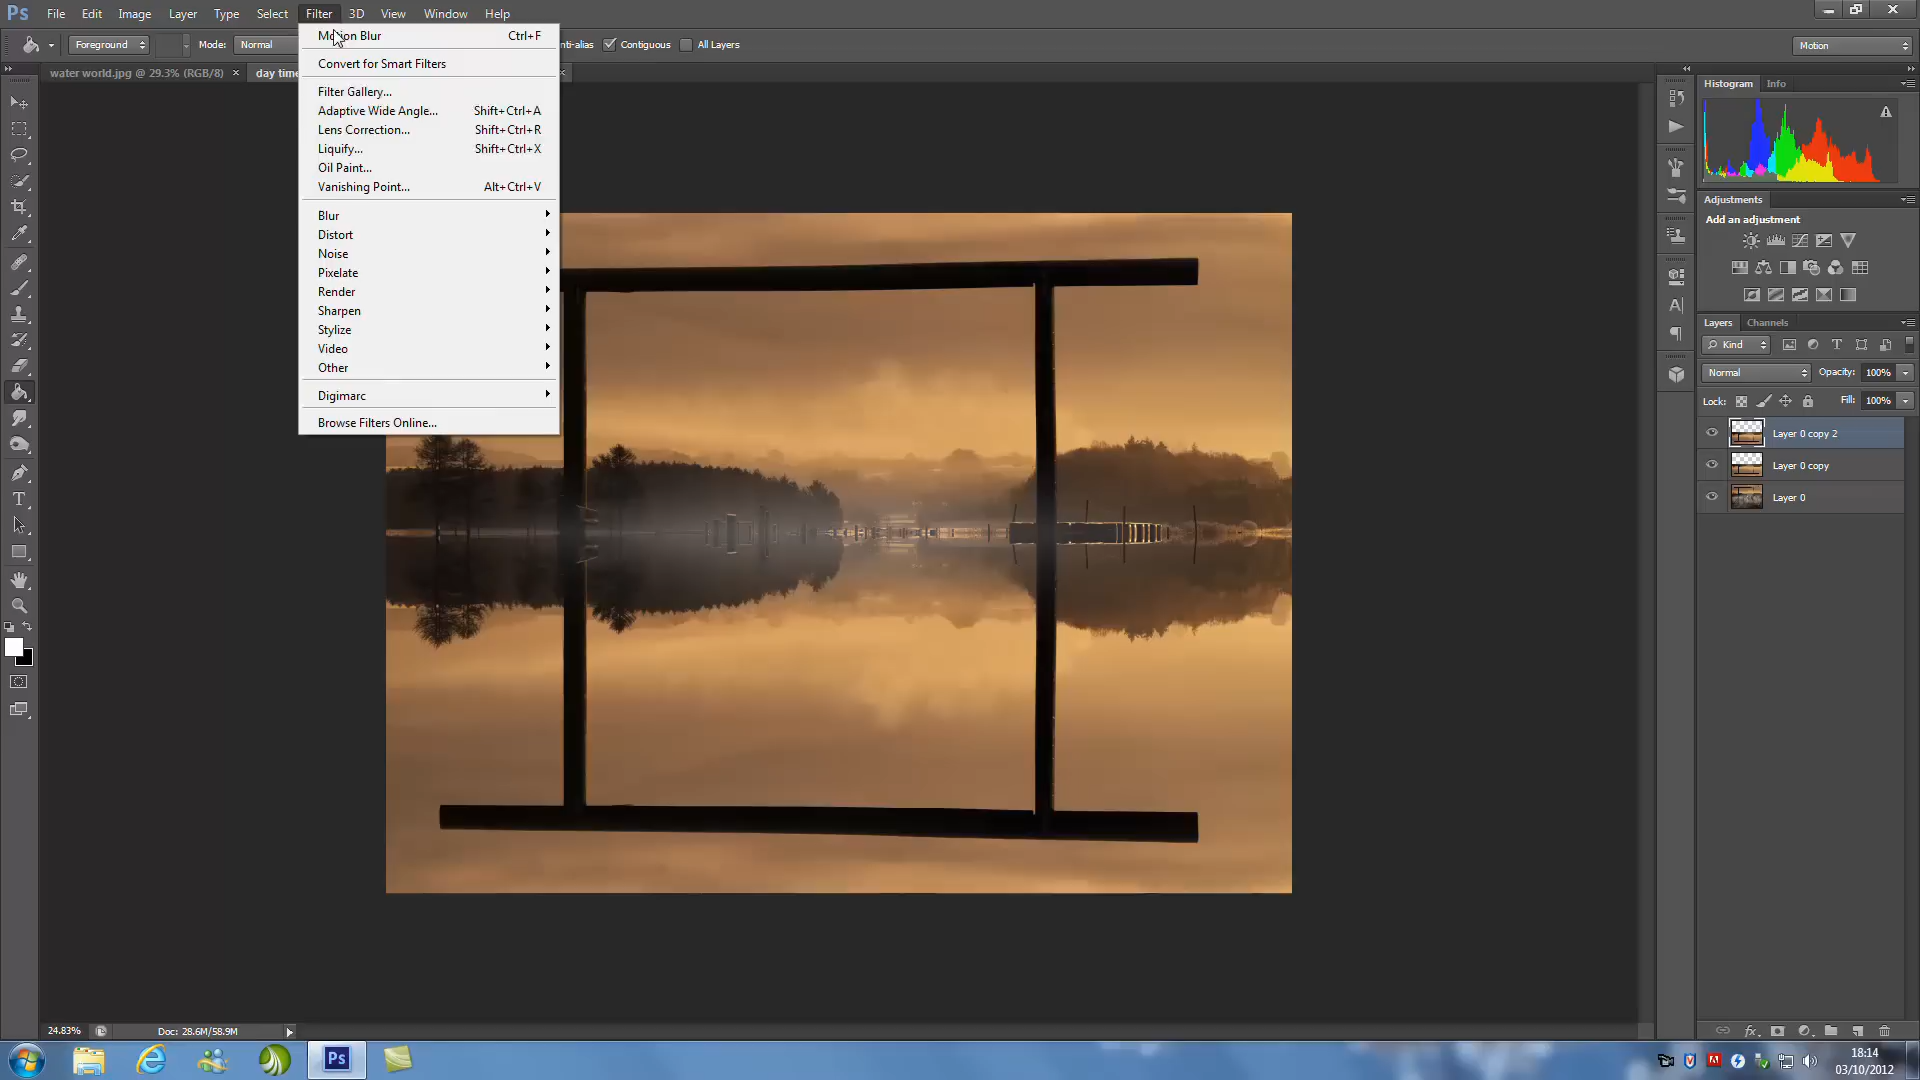 Ps File Edit Image Layer Type Select Filter 3D View Window Help
Foreground Mode: Normal nti-alias Contiguous All Layers Motion
water world.jpg @ 29.3% (RGB/8) × day time ×
Motion Blur Ctrl+F
Convert for Smart Filters
Filter Gallery...
Adaptive Wide Angle... Shift+Ctrl+A
Lens Correction... Shift+Ctrl+R
Liquify... Shift+Ctrl+X
Oil Paint...
Vanishing Point... Alt+Ctrl+V
Blur
Distort
Noise
Pixelate
Render
Sharpen
Stylize
Video
Other
Digimarc
Browse Filters Online...
Histogram Info
Adjustments
Add an adjustment
Layers Channels
Kind
Normal Opacity: 100%
Lock: Fill: 100%
Layer 0 copy 2
Layer 0 copy
Layer 0
24.83% Doc: 28.6M/58.9M
Ps
18:14
03/10/2012